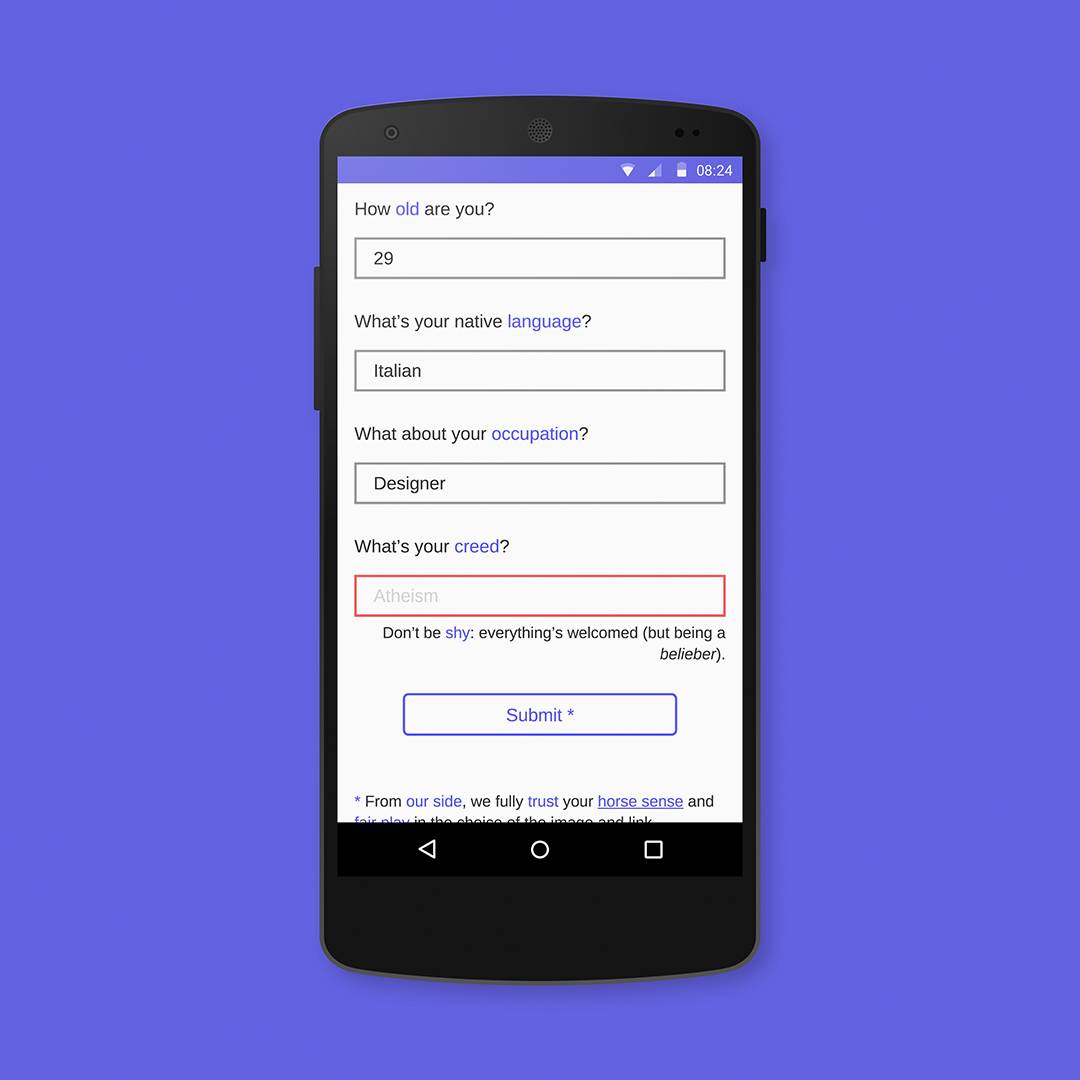 08:24
How old are you?
29
What’s your native language?
Italian
What about your occupation?
Designer
What’s your creed?
Atheism
Don’t be shy: everything’s welcomed (but being a
belieber).
Submit *
* From our side, we fully trust your horse sense and
fair play in the choice of the image and link